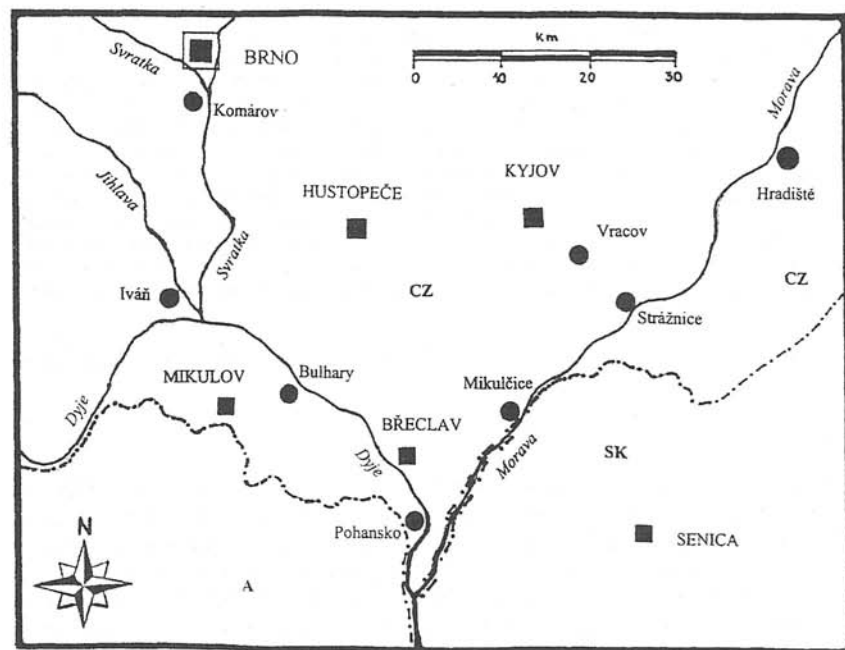 Km
0 10 20 30
Svratka
BRNO
Komárov
Morava
Hradiště
Jihlava
HUSTOPEČE
KYJOV
Vracov
Svratka
Iváň
CZ
CZ
Strážnice
MIKULOV
Bulhary
Mikulčice
Dyje
BŘECLAV
Dyje
Morava
SK
Pohansko
SENICA
N
A